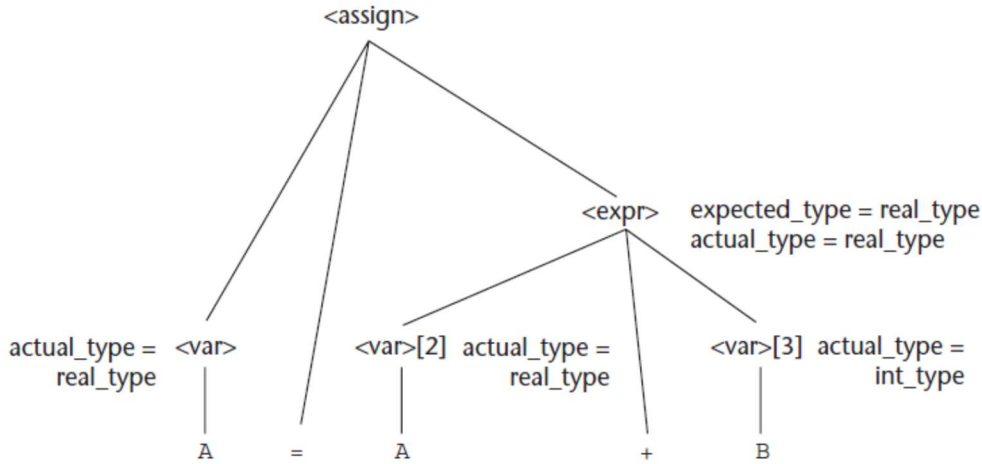 <assign>
<expr> expected_type = real_type
actual_type = real_type
actual_type = <var> <var>[2] actual_type = <var>[3] actual_type =
real_type real_type int_type
A = A + B